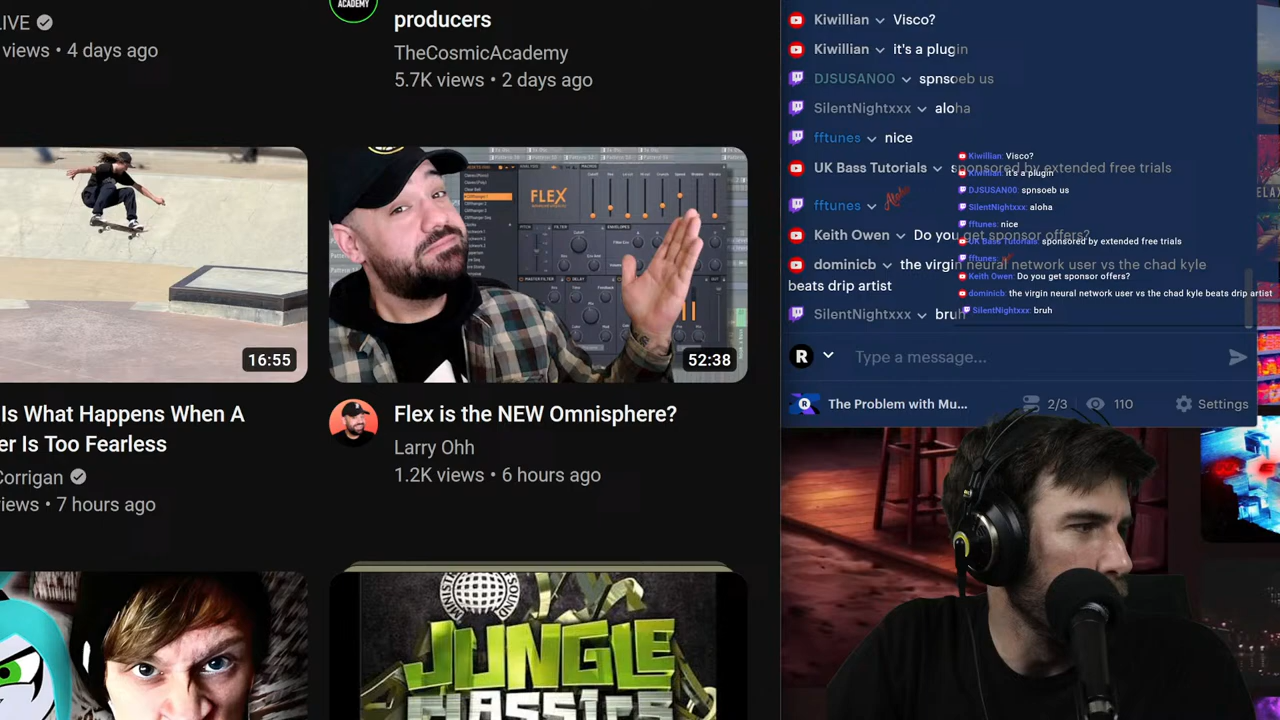 LIVE
views • 4 days ago
ACADEMY
producers
TheCosmicAcademy
5.7K views • 2 days ago
16:55
Is What Happens When A
er Is Too Fearless
Corrigan
views • 7 hours ago
FLEX
52:38
Flex is the NEW Omnisphere?
Larry Ohh
1.2K views • 6 hours ago
MINISTRY OF SOUND
JUNGLE
CLASSICS
Kiwillian Visco?
Kiwillian it's a plugin
DJSUSAN00 spnsoeb us
SilentNightxxx aloha
fftunes nice
UK Bass Tutorials sponsored by extended free trials
fftunes
Keith Owen Do you get sponsor offers?
dominicb the virgin neural network user vs the chad kyle
beats drip artist
SilentNightxxx bruh
Kiwillian: Visco?
Kiwillian: it's a plugin
DJSUSAN00: spnsoeb us
SilentNightxxx: aloha
fftunes: nice
UK Bass Tutorials: sponsored by extended free trials
fftunes:
Keith Owen: Do you get sponsor offers?
dominicb: the virgin neural network user vs the chad kyle beats drip artist
SilentNightxxx: bruh
R
Type a message...
The Problem with Mu...
2/3
110
Settings